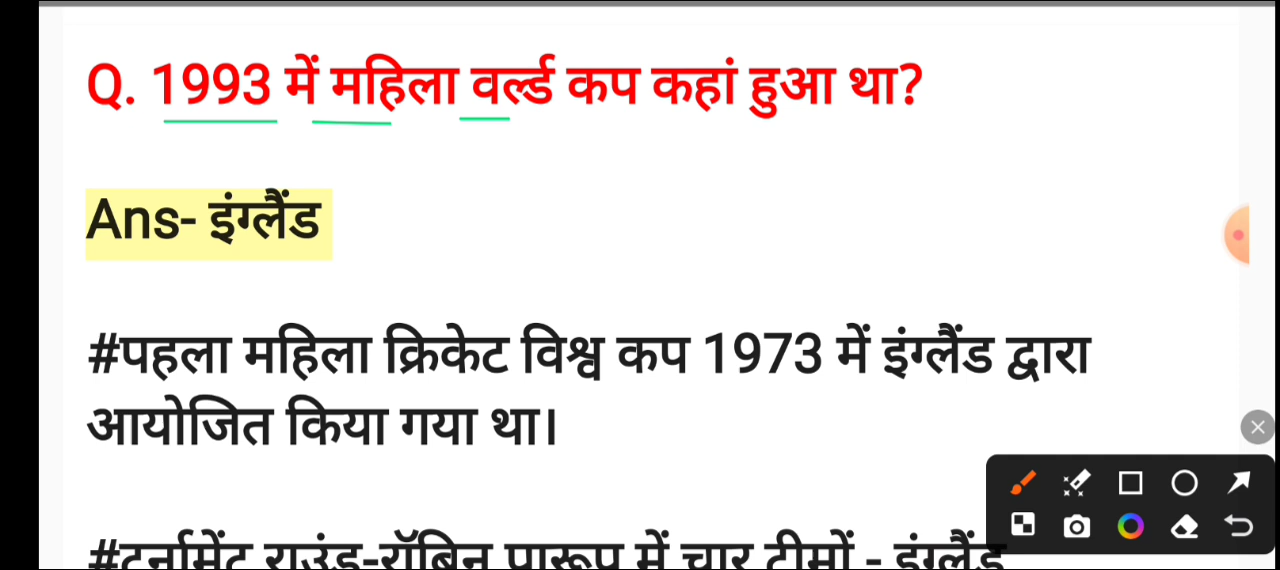 Q. 1993 में महिला वर्ल्ड कप कहां हुआ था?
Ans- इंग्लैंड
#पहला महिला क्रिकेट विश्व कप 1973 में इंग्लैंड द्वारा
आयोजित किया गया था।
#टूर्नामेंट राउंड-रॉबिन प्रारूप में चार टीमों - इंग्लैंड